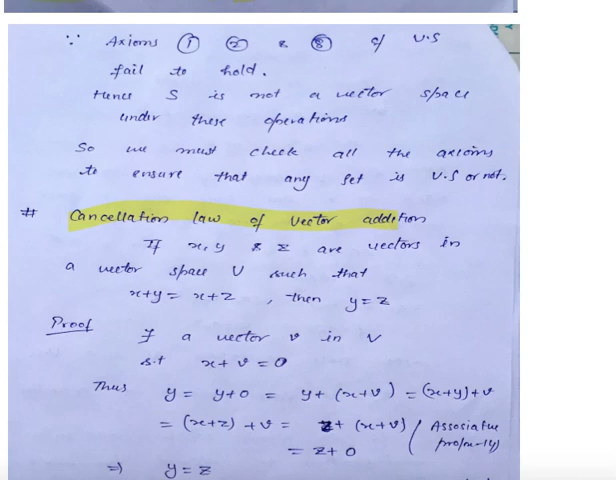 ∵ Axioms ① ② & ⑧ of V.S
fail to hold.
Hence S is not a vector space
under these operations
So we must check all the axioms
to ensure that any set is V.S or not.
# Cancellation law of vector addition
If x, y & z are vectors in
a vector space V such that
x+y = x+z , then y = z
Proof If a vector v in V
s.t x + v = 0
Thus y = y+0 = y + (x+v) = (x+y)+v
= (x+z) + v = z + (x+v) ( Associative
= z + 0
⇒ y = z